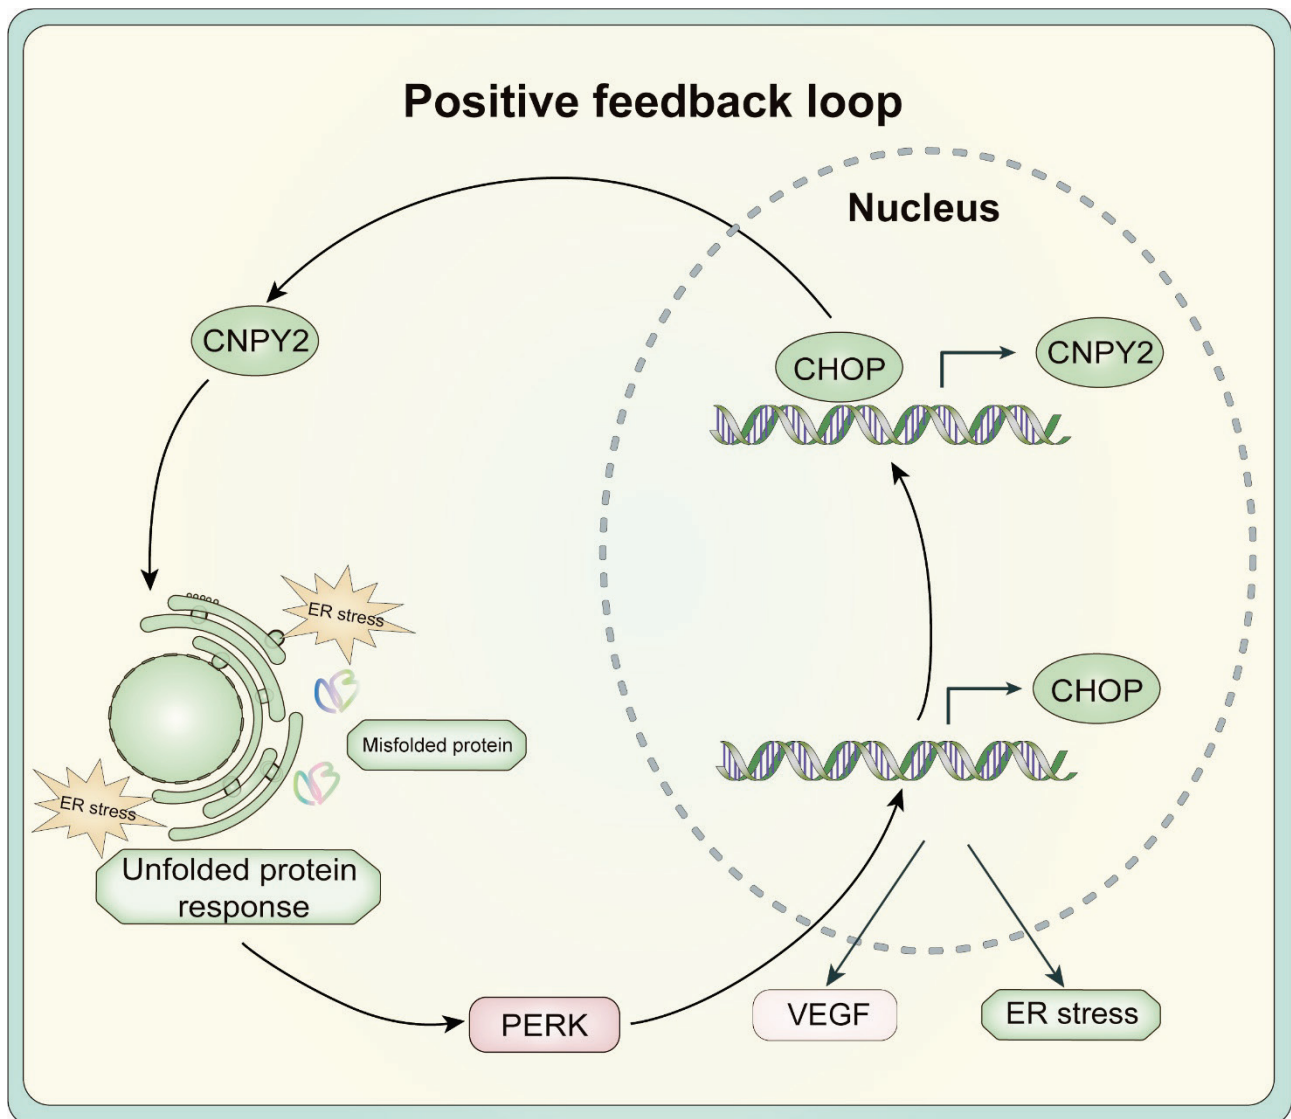 Positive feedback loop
Nucleus
CNPY2
CHOP
CNPY2
ER stress
CHOP
Misfolded protein
ER stress
Unfolded protein
response
PERK
VEGF
ER stress